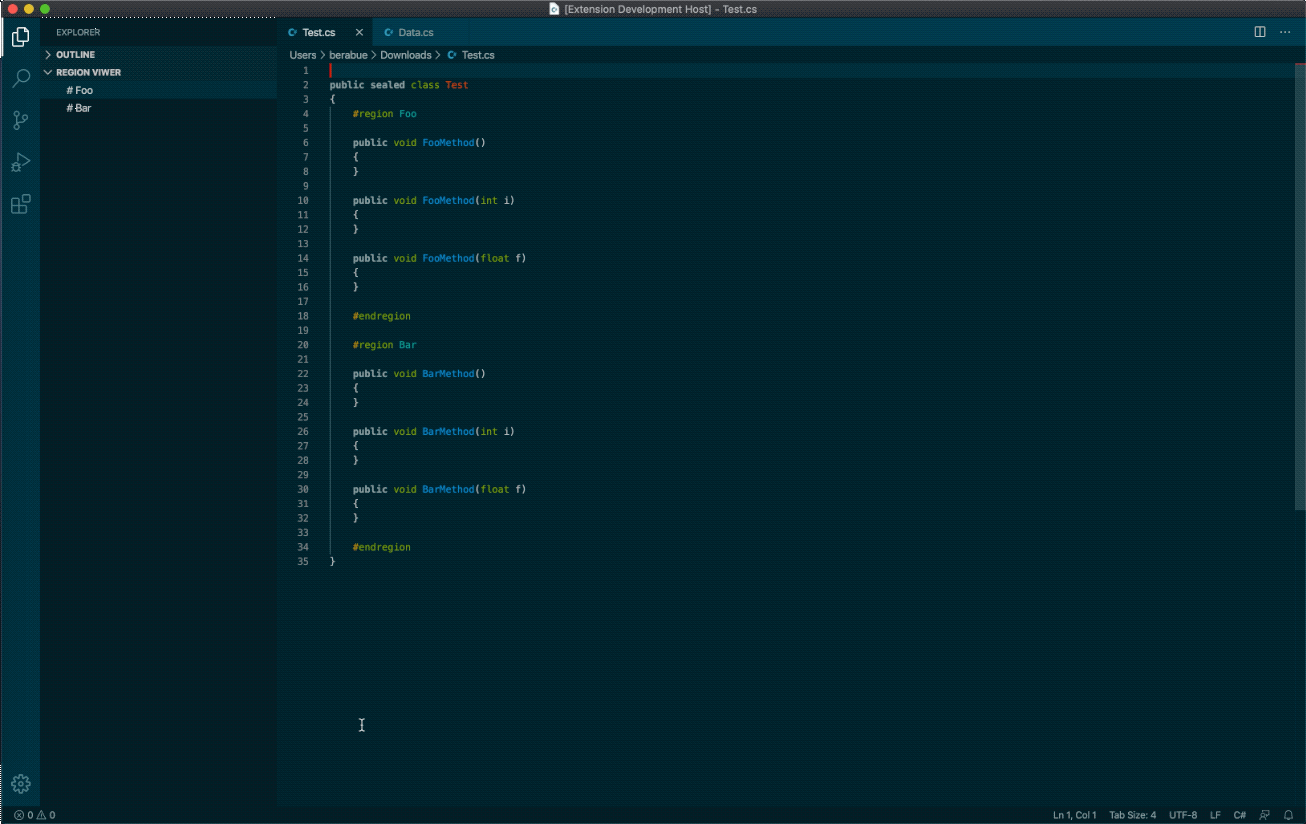 [Extension Development Host] - Test.cs
EXPLORER
OUTLINE
REGION VIWER
# Foo
# Bar
Test.cs
Data.cs
Users > berabue > Downloads > Test.cs
1
2 public sealed class Test
3 {
4 #region Foo
5
6 public void FooMethod()
7 {
8 }
9
10 public void FooMethod(int i)
11 {
12 }
13
14 public void FooMethod(float f)
15 {
16 }
17
18 #endregion
19
20 #region Bar
21
22 public void BarMethod()
23 {
24 }
25
26 public void BarMethod(int i)
27 {
28 }
29
30 public void BarMethod(float f)
31 {
32 }
33
34 #endregion
35 }
0 0
Ln 1, Col 1 Tab Size: 4 UTF-8 LF C#